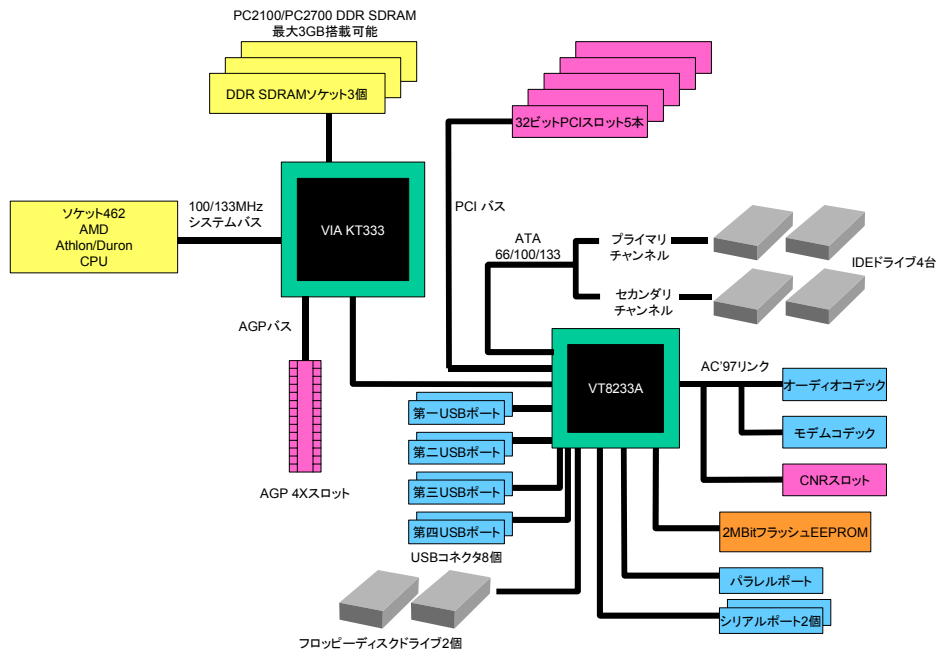 PC2100/PC2700 DDR SDRAM
最大3GB搭載可能
DDR SDRAMソケット3個
32ビットPCIスロット5本
ソケット462
AMD
Athlon/Duron
CPU
100/133MHz
システムバス
VIA KT333
PCI バス
ATA
66/100/133
プライマリ
チャンネル
IDEドライブ4台
セカンダリ
チャンネル
AGPバス
VT8233A
AC'97リンク
オーディオコデック
モデムコデック
CNRスロット
第一USBポート
第二USBポート
第三USBポート
第四USBポート
USBコネクタ8個
AGP 4Xスロット
2MBitフラッシュEEPROM
パラレルポート
シリアルポート2個
フロッピーディスクドライブ2個